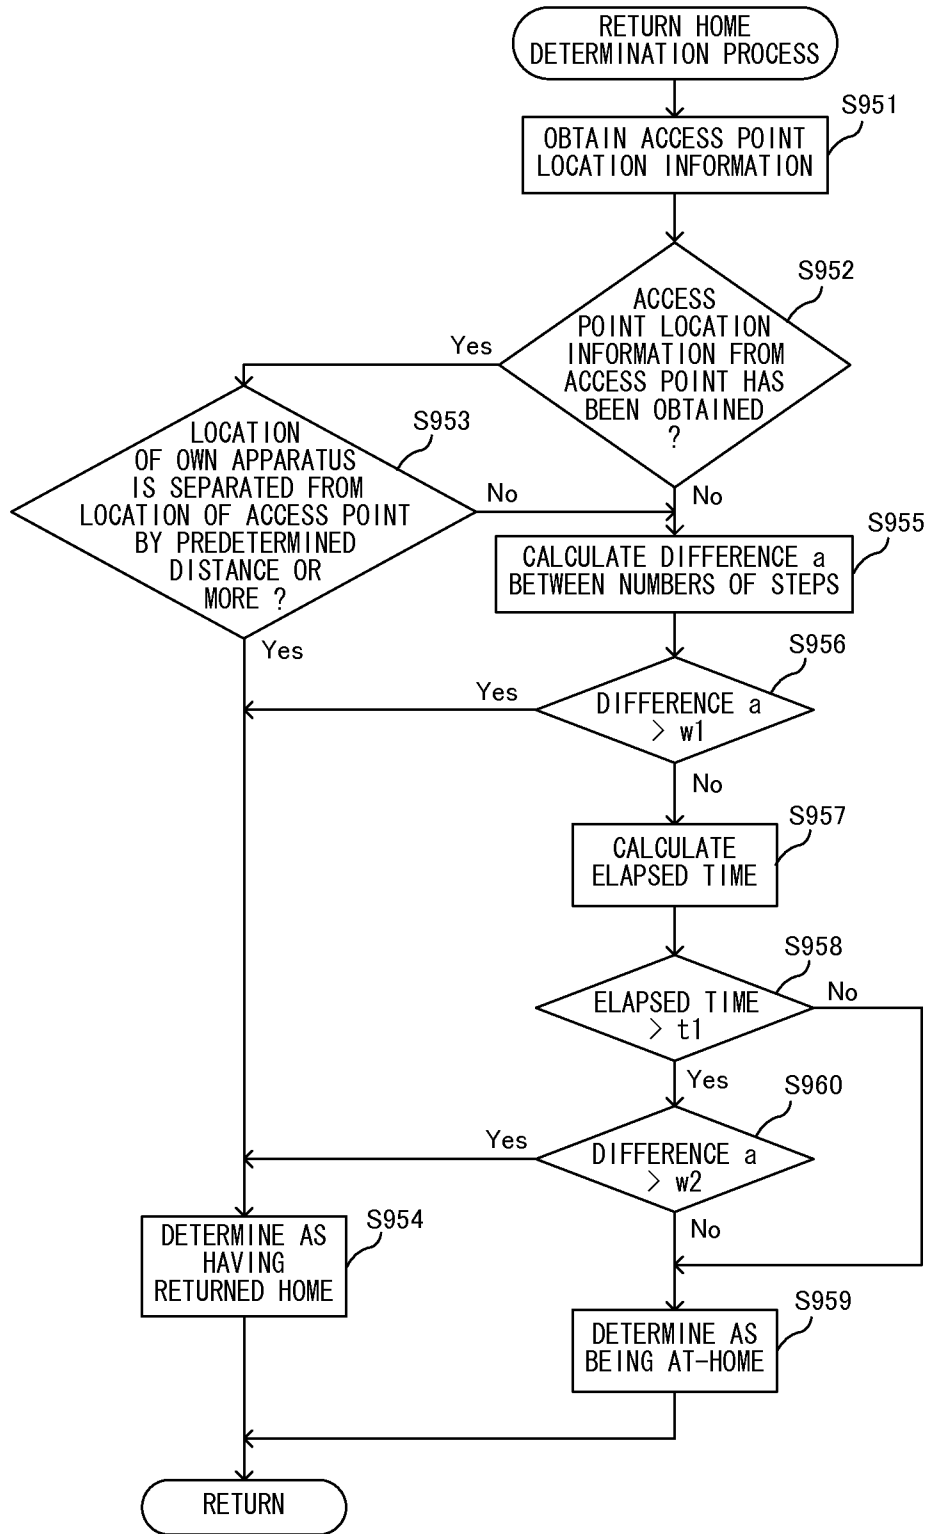 RETURN HOME
DETERMINATION PROCESS
S951
OBTAIN ACCESS POINT
LOCATION INFORMATION
S952
ACCESS
POINT LOCATION
INFORMATION FROM
ACCESS POINT HAS
BEEN OBTAINED
?
Yes
No
S953
LOCATION
OF OWN APPARATUS
IS SEPARATED FROM
LOCATION OF ACCESS POINT
BY PREDETERMINED
DISTANCE OR
MORE ?
No
Yes
S955
CALCULATE DIFFERENCE a
BETWEEN NUMBERS OF STEPS
S956
DIFFERENCE a
> w1
Yes
No
S957
CALCULATE
ELAPSED TIME
S958
ELAPSED TIME
> t1
No
Yes
S960
DIFFERENCE a
> w2
Yes
No
S954
DETERMINE AS
HAVING
RETURNED HOME
S959
DETERMINE AS
BEING AT-HOME
RETURN